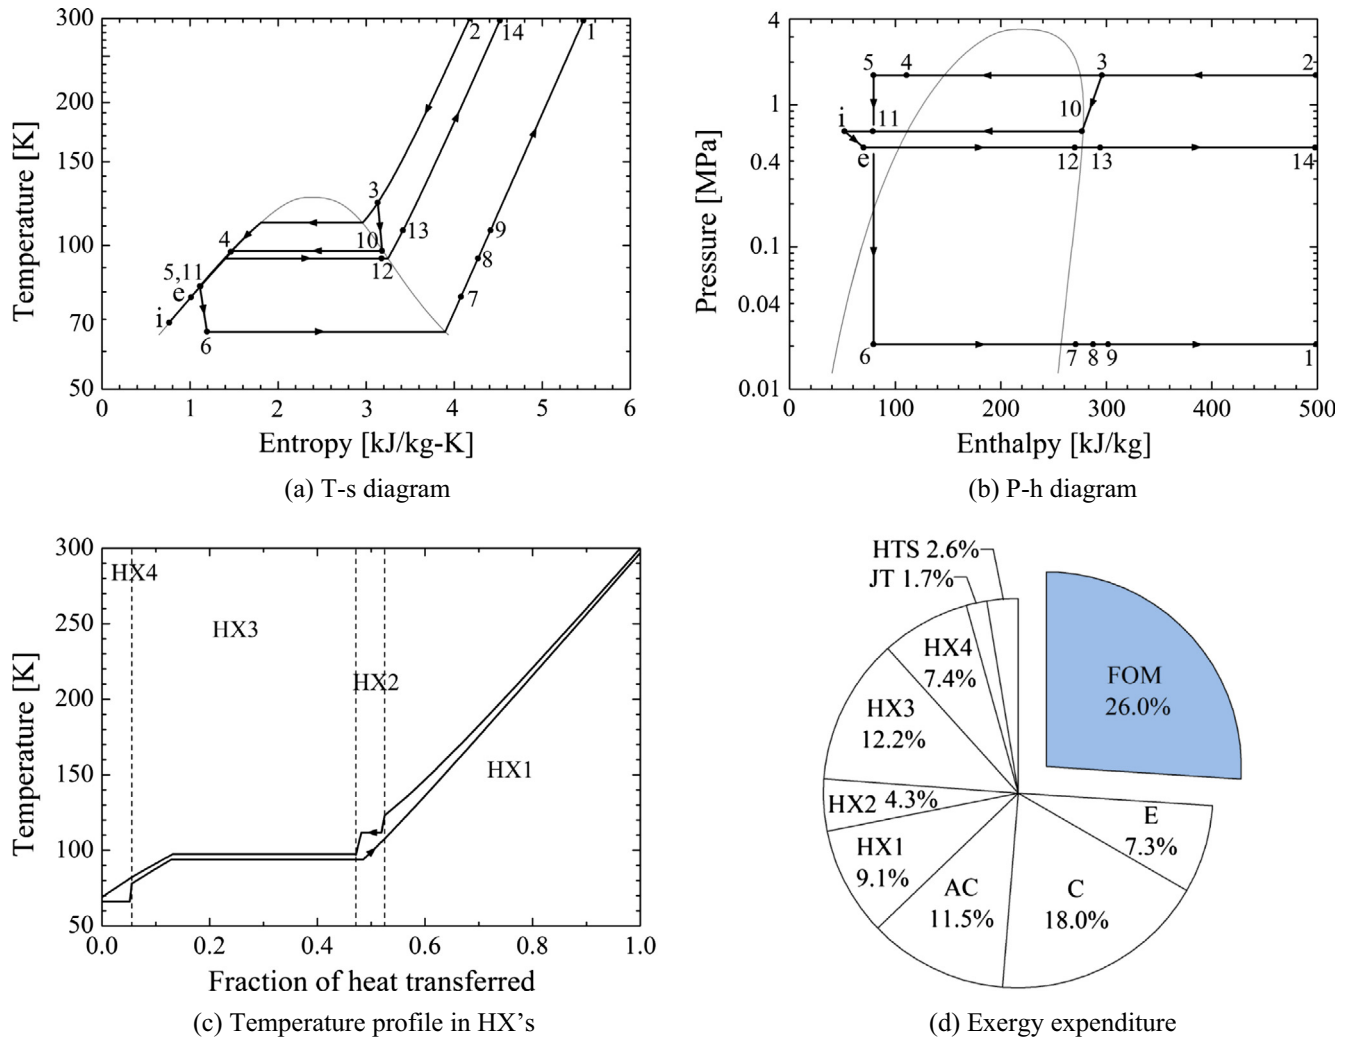 300
200
150
100
70
50
0
1
2
3
4
5
6
Temperature [K]
Entropy [kJ/kg-K]
2
14
1
3
13
9
4
10
12
8
5,11
e
7
i
6
(a) T-s diagram
4
1
0.4
0.1
0.04
0.01
0
100
200
300
400
500
Pressure [MPa]
Enthalpy [kJ/kg]
5
4
3
2
i
11
10
e
12
13
14
6
7
8
9
1
(b) P-h diagram
300
250
200
150
100
50
0.0
0.2
0.4
0.6
0.8
1.0
Temperature [K]
Fraction of heat transferred
HX4
HX3
HX2
HX1
(c) Temperature profile in HX's
HTS 2.6%
JT 1.7%
HX4
7.4%
FOM
26.0%
HX3
12.2%
HX2 4.3%
E
7.3%
HX1
9.1%
AC
11.5%
C
18.0%
(d) Exergy expenditure